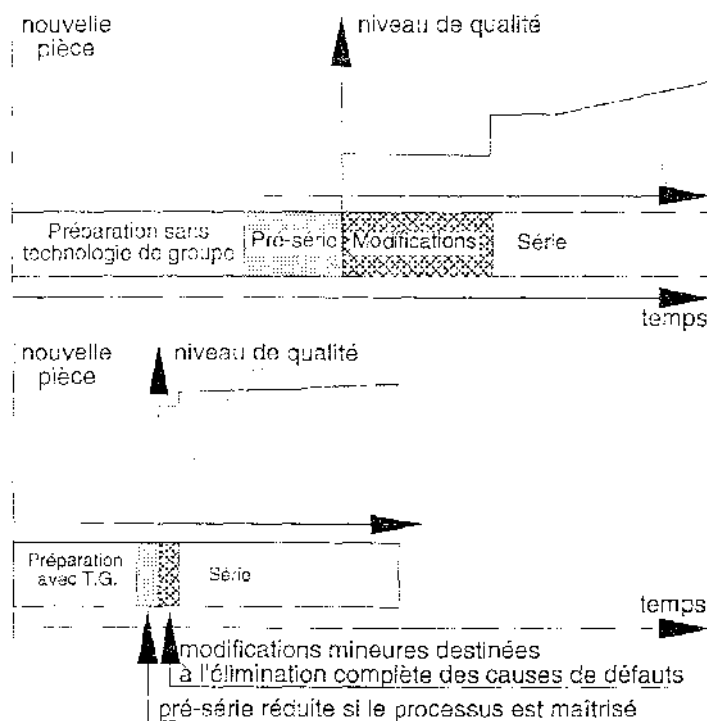 nouvelle
pièce
niveau de qualité
Préparation sans
technologie de groupe
Pré-série
Modifications
Série
temps
nouvelle
pièce
niveau de qualité
Préparation
avec T.G.
Série
temps
modifications mineures destinées
à l'élimination complète des causes de défauts
pré-série réduite si le processus est maîtrisé